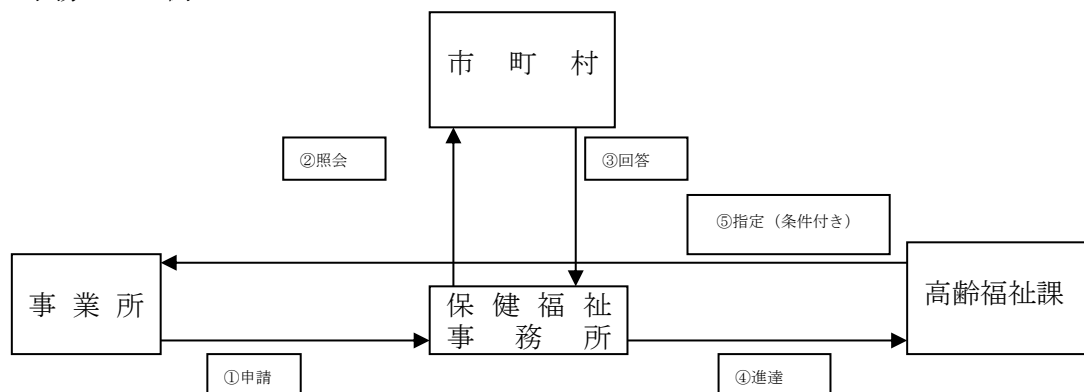 市町村
②照会
③回答
⑤指定（条件付き）
事業所
保健福祉
事務所
高齢福祉課
①申請
④進達